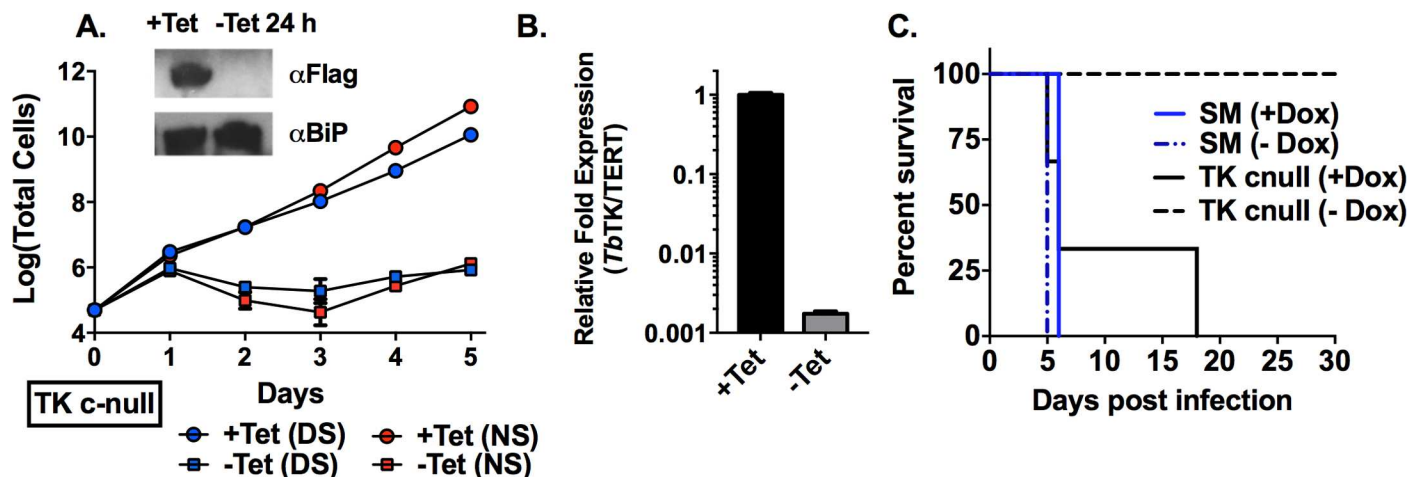 A.
+Tet -Tet 24 h
αFlag
αBiP
Log(Total Cells)
12
10
8
6
4
0 1 2 3 4 5
Days
TK c-null
+Tet (DS) +Tet (NS)
-Tet (DS) -Tet (NS)
B.
Relative Fold Expression
(TbTK/TERT)
1
0.1
0.01
0.001
+Tet
-Tet
C.
Percent survival
100
75
50
25
0
0 5 10 15 20 25 30
Days post infection
SM (+Dox)
SM (- Dox)
TK cnull (+Dox)
TK cnull (- Dox)